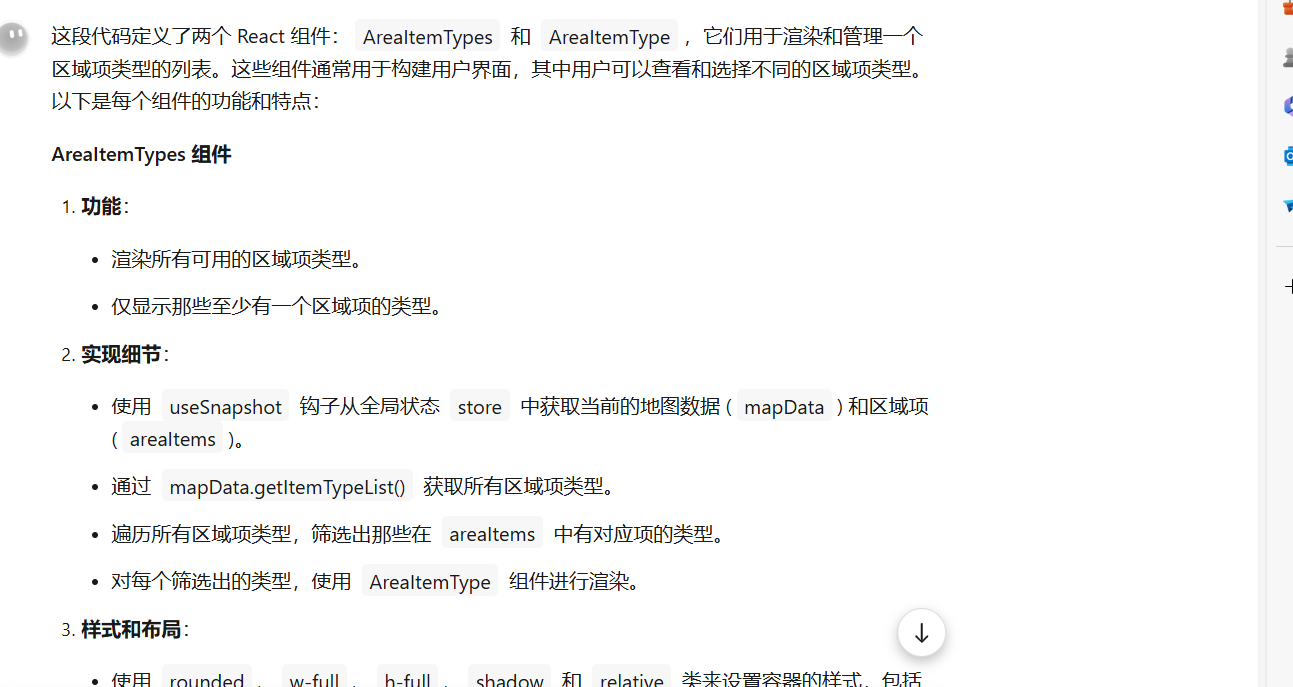 这段代码定义了两个 React 组件： AreaItemTypes 和 AreaItemType ，它们用于渲染和管理一个
区域项类型的列表。这些组件通常用于构建用户界面，其中用户可以查看和选择不同的区域项类型。
以下是每个组件的功能和特点：
AreaItemTypes 组件
1. 功能：
• 渲染所有可用的区域项类型。
• 仅显示那些至少有一个区域项的类型。
2. 实现细节：
• 使用 useSnapshot 钩子从全局状态 store 中获取当前的地图数据 ( mapData ) 和区域项
( areaItems )。
• 通过 mapData.getItemTypeList() 获取所有区域项类型。
• 遍历所有区域项类型，筛选出那些在 areaItems 中有对应项的类型。
• 对每个筛选出的类型，使用 AreaItemType 组件进行渲染。
3. 样式和布局：
• 使用 rounded 、 w-full 、 h-full 、 shadow 和 relative 类来设置容器的样式，包括